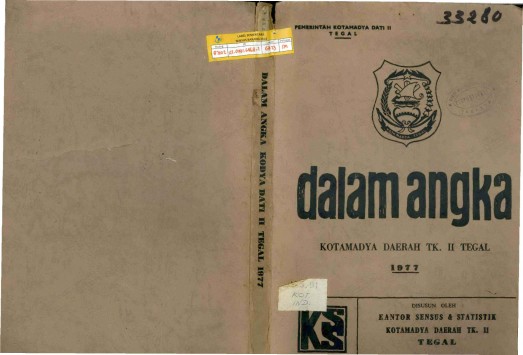 PEMERINTAH KOTAMADYA DATI II
TEGAL
33280
dalam angka
KOTAMADYA DAERAH TK. II TEGAL
1977
KSS
DISUSUN OLEH
KANTOR SENSUS & STATISTIK
KOTAMADYA DAERAH TK. II
TEGAL
DALAM ANGKA KODYA DATI II TEGAL 1977